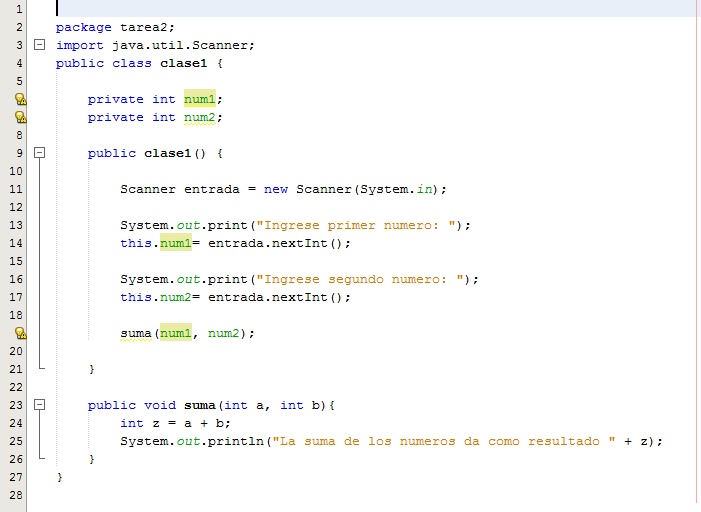 1
2 package tarea2;
3 import java.util.Scanner;
4 public class clase1 {
5
private int num1;
private int num2;
8
9 public clase1() {
10
11 Scanner entrada = new Scanner(System.in);
12
13 System.out.print("Ingrese primer numero: ");
14 this.num1= entrada.nextInt();
15
16 System.out.print("Ingrese segundo numero: ");
17 this.num2= entrada.nextInt();
18
suma(num1, num2);
20
21 }
22
23 public void suma(int a, int b){
24 int z = a + b;
25 System.out.println("La suma de los numeros da como resultado " + z);
26 }
27 }
28